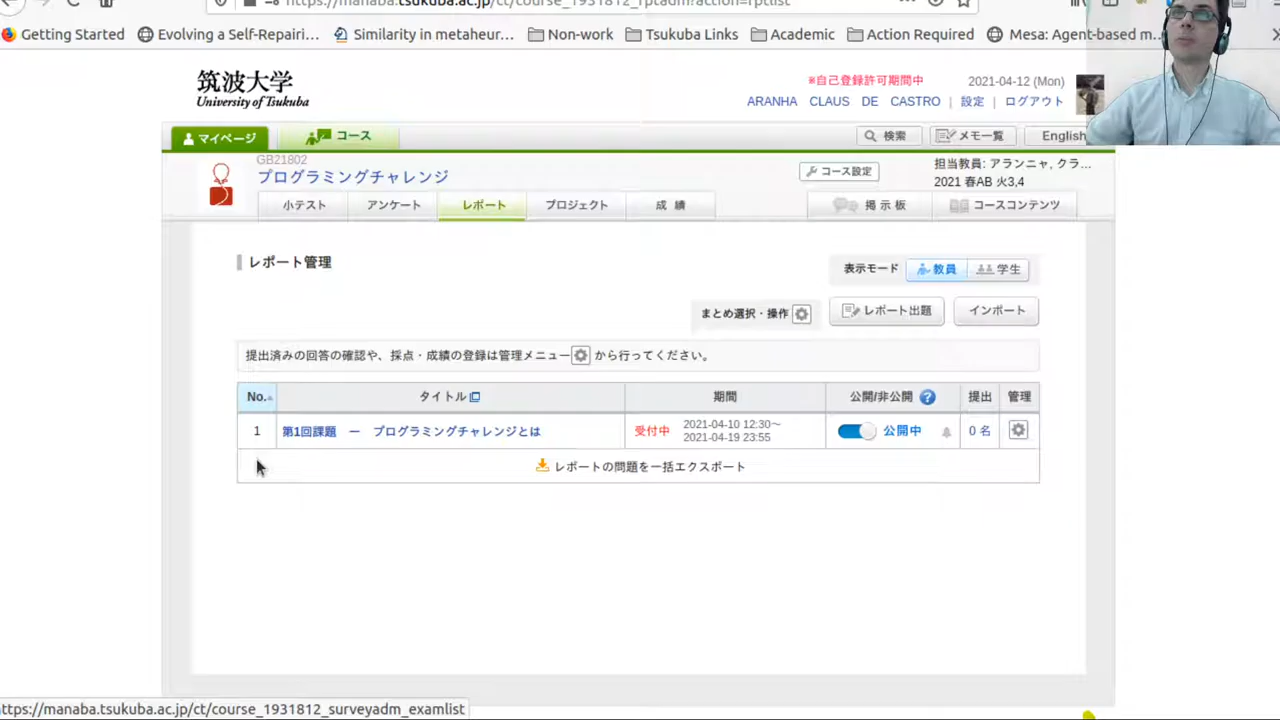 https://manaba.tsukuba.ac.jp/ct/course_1931812_rptadm?action=rptlist
Getting Started Evolving a Self-Repairi... Similarity in metaheur... Non-work Tsukuba Links Academic Action Required Mesa: Agent-based m...
筑波大学
University of Tsukuba
※自己登録許可期間中 2021-04-12 (Mon)
ARANHA CLAUS DE CASTRO | 設定 | ログアウト
マイページ コース 検索 メモ一覧 English
GB21802
プログラミングチャレンジ
コース設定
担当教員: アランニャ, クラ...
2021 春AB 火3,4
小テスト アンケート レポート プロジェクト 成 績 掲 示 板 コースコンテンツ
レポート管理
表示モード 教員 学生
まとめ選択・操作 レポート出題 インポート
提出済みの回答の確認や、採点・成績の登録は管理メニュー から行ってください。
No. タイトル 期間 公開/非公開 ? 提出 管理
1 第1回課題 ー プログラミングチャレンジとは 受付中 2021-04-10 12:30～
2021-04-19 23:55 公開中 0 名
レポートの問題を一括エクスポート
ttps://manaba.tsukuba.ac.jp/ct/course_1931812_surveyadm_examlist